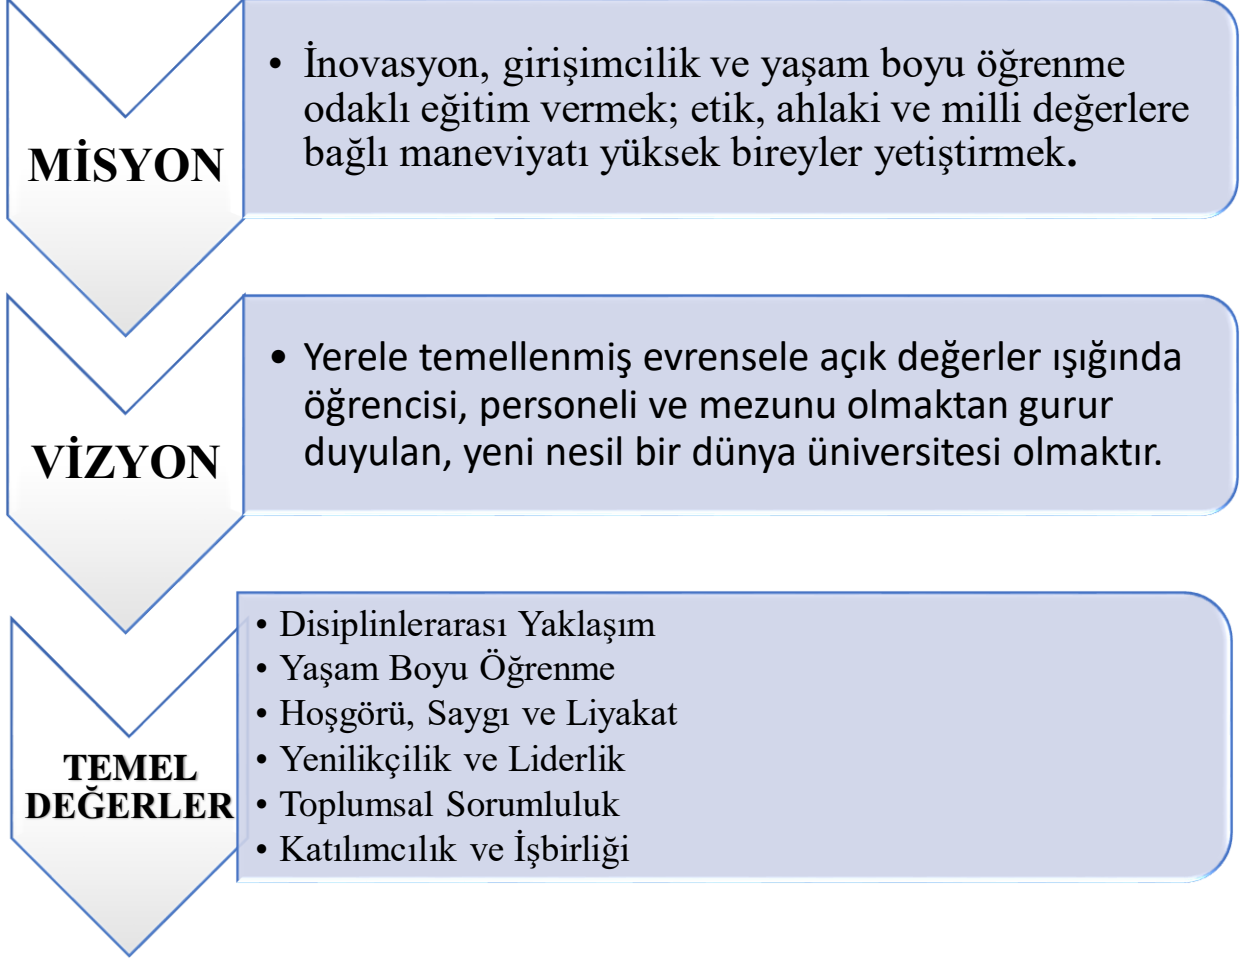 MİSYON
• İnovasyon, girişimcilik ve yaşam boyu öğrenme
odaklı eğitim vermek; etik, ahlaki ve milli değerlere
bağlı maneviyatı yüksek bireyler yetiştirmek.
VİZYON
• Yerele temellenmiş evrensele açık değerler ışığında
öğrencisi, personeli ve mezunu olmaktan gurur
duyulan, yeni nesil bir dünya üniversitesi olmaktır.
TEMEL
DEĞERLER
• Disiplinlerarası Yaklaşım
• Yaşam Boyu Öğrenme
• Hoşgörü, Saygı ve Liyakat
• Yenilikçilik ve Liderlik
• Toplumsal Sorumluluk
• Katılımcılık ve İşbirliği